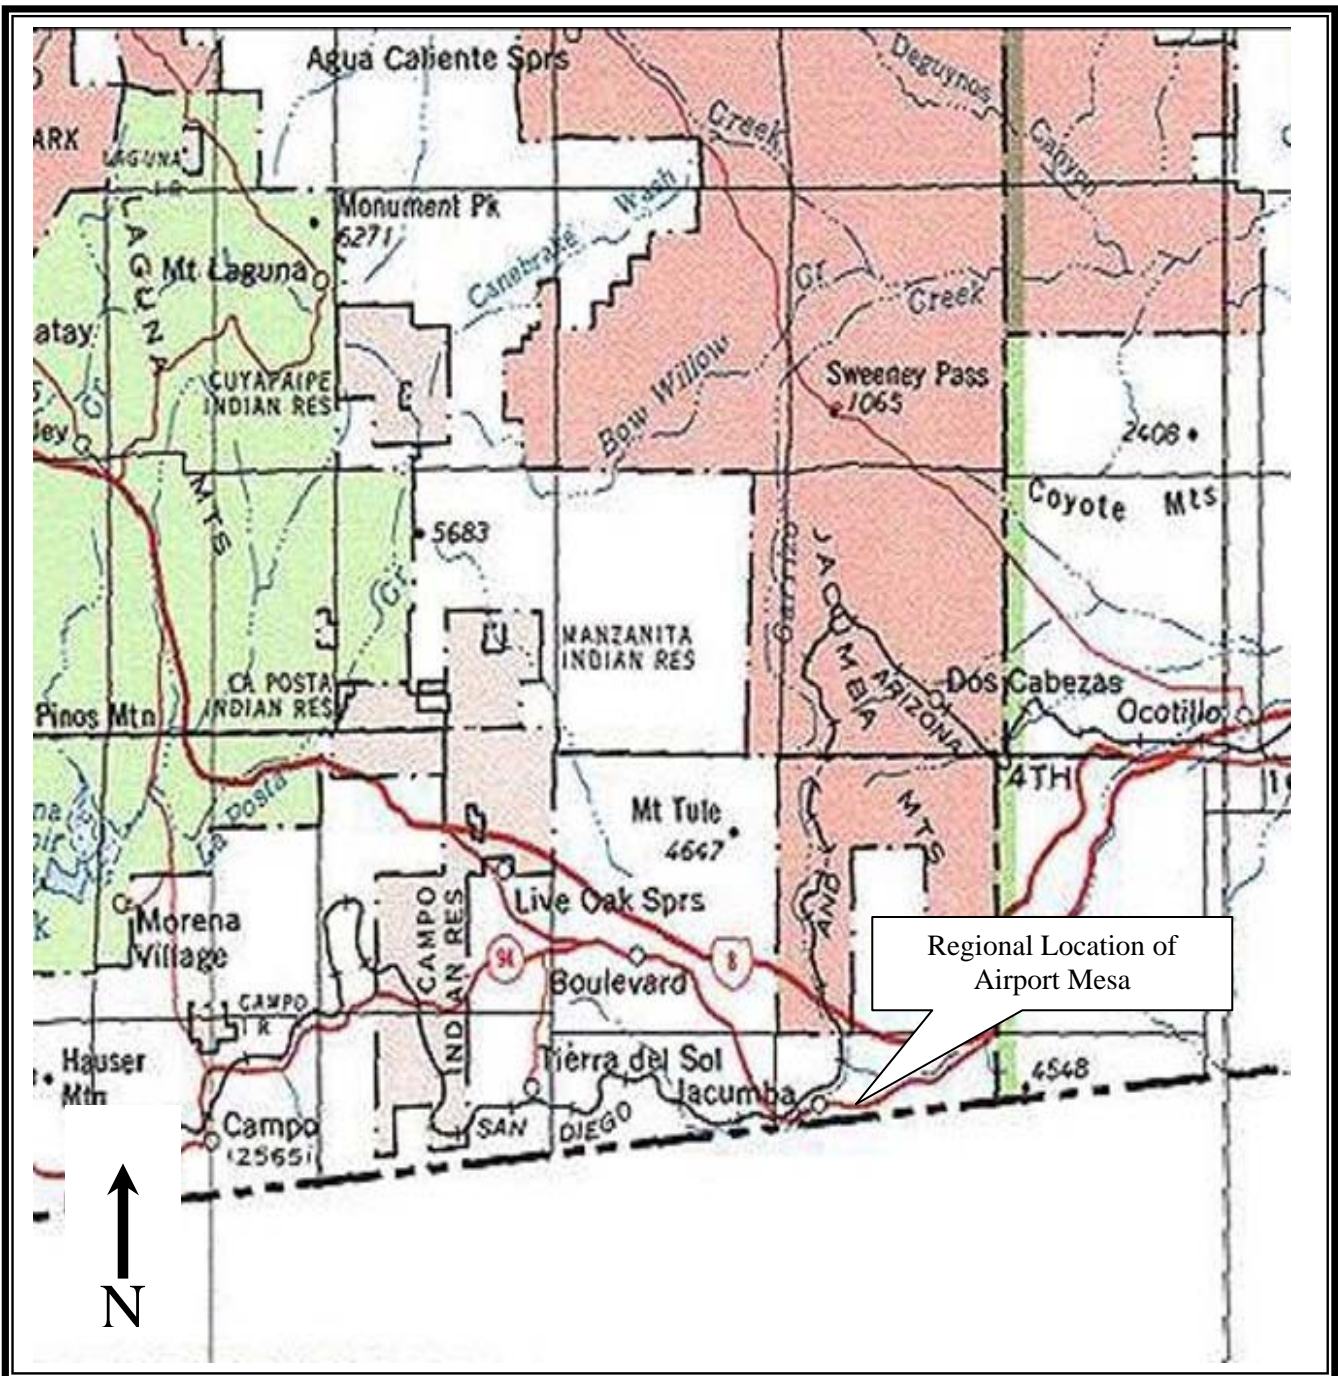 Agua Caliente Sprs
Deguynos
Canyon
Creek
ARK
LAGUNA
I R
Wash
Canebrake
Monument Pk
6271
Mt Laguna
LAGUNA
MTS
Cr
Creek
atay
Cr
Bow Willow
Sweeney Pass
1065
CUYAPAIPE
INDIAN RES
ley
2408
Coyote Mts
5683
Cr
Carrizo
JACUMBA
MTS
MANZANITA
INDIAN RES
ARIZONA
Dos Cabezas
Ocotillo
LA POSTA
INDIAN RES
Pinos Mtn
4TH
La Posta
Mt Tule
4647
Live Oak Sprs
CAMPO
INDIAN RES
Morena
Village
94
8
Boulevard
Regional Location of
Airport Mesa
CAMPO
I R
Hauser
Mtn
Tierra del Sol
Jacumba
4548
Campo
(2565)
SAN DIEGO
N